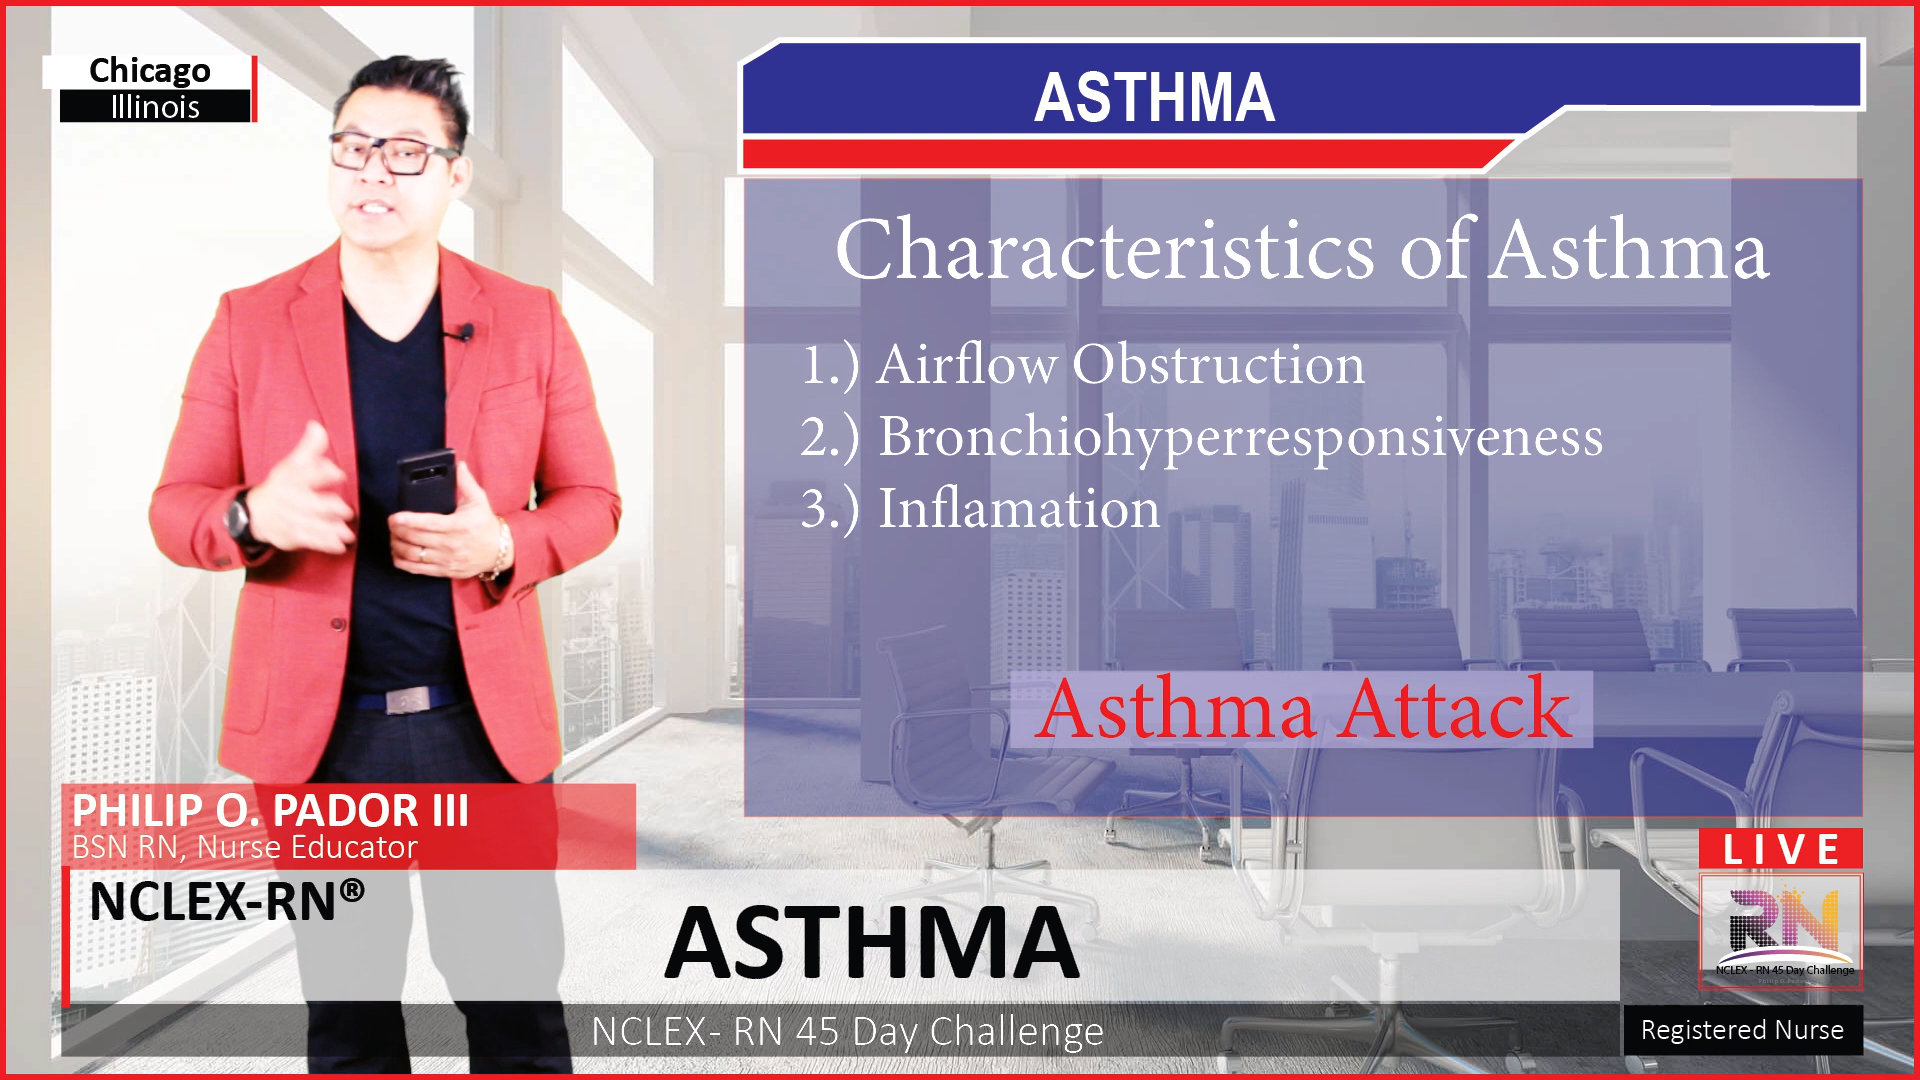 Chicago
Illinois
ASTHMA
Characteristics of Asthma
1.) Airflow Obstruction
2.) Bronchiohyperresponsiveness
3.) Inflamation
Asthma Attack
PHILIP O. PADOR III
BSN RN, Nurse Educator
NCLEX-RN®
ASTHMA
NCLEX- RN 45 Day Challenge
LIVE
RN
NCLEX - RN 45 Day Challenge
Registered Nurse